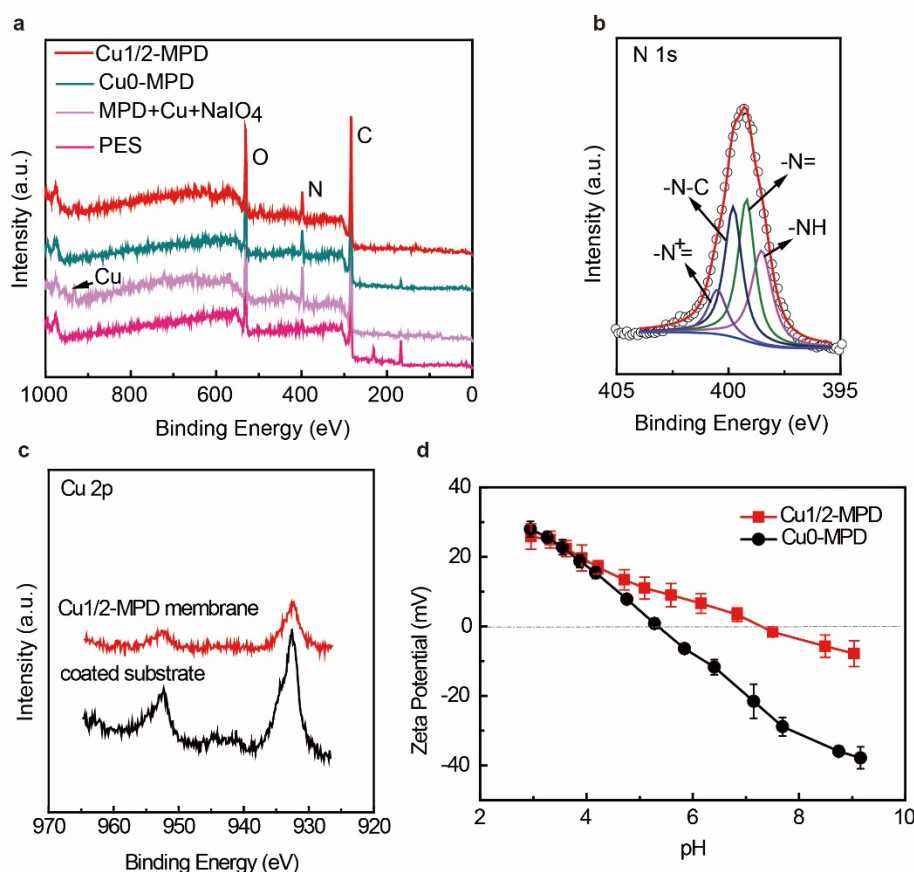 a
Cu1/2-MPD
Cu0-MPD
MPD+Cu+NaIO4
PES
O
N
C
Cu
Intensity (a.u.)
1000 800 600 400 200 0
Binding Energy (eV)
b
N 1s
-N-C
-N=
-N+=
-NH
Intensity (a.u.)
405 400 395
Binding Energy (eV)
c
Cu 2p
Cu1/2-MPD membrane
coated substrate
Intensity (a.u.)
970 960 950 940 930 920
Binding Energy (eV)
d
Cu1/2-MPD
Cu0-MPD
40
20
0
-20
-40
Zeta Potential (mV)
2 4 6 8 10
pH